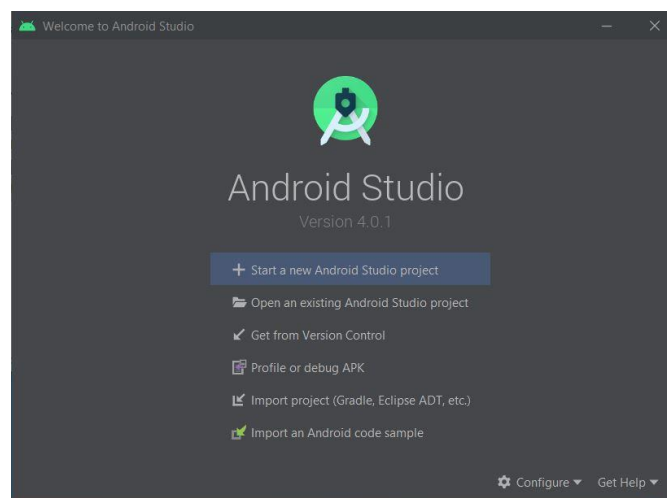 Welcome to Android Studio
Android Studio
Version 4.0.1
Start a new Android Studio project
Open an existing Android Studio project
Get from Version Control
Profile or debug APK
Import project (Gradle, Eclipse ADT, etc.)
Import an Android code sample
Configure Get Help